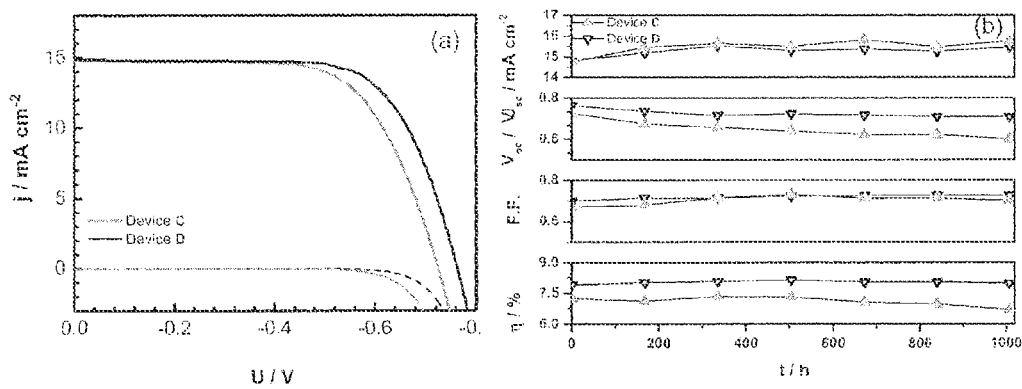 (a)
15
10
5
0
j / mA cm⁻²
Device C
Device D
0.0 -0.2 -0.4 -0.6 -0.
U / V
(b)
Device C
Device D
17
16
15
14
/ mA cm⁻²
0.8
0.6
V_oc / V
0.8
0.6
F.F.
9.0
7.5
6.0
η / %
0 200 400 600 800 1000
t / h